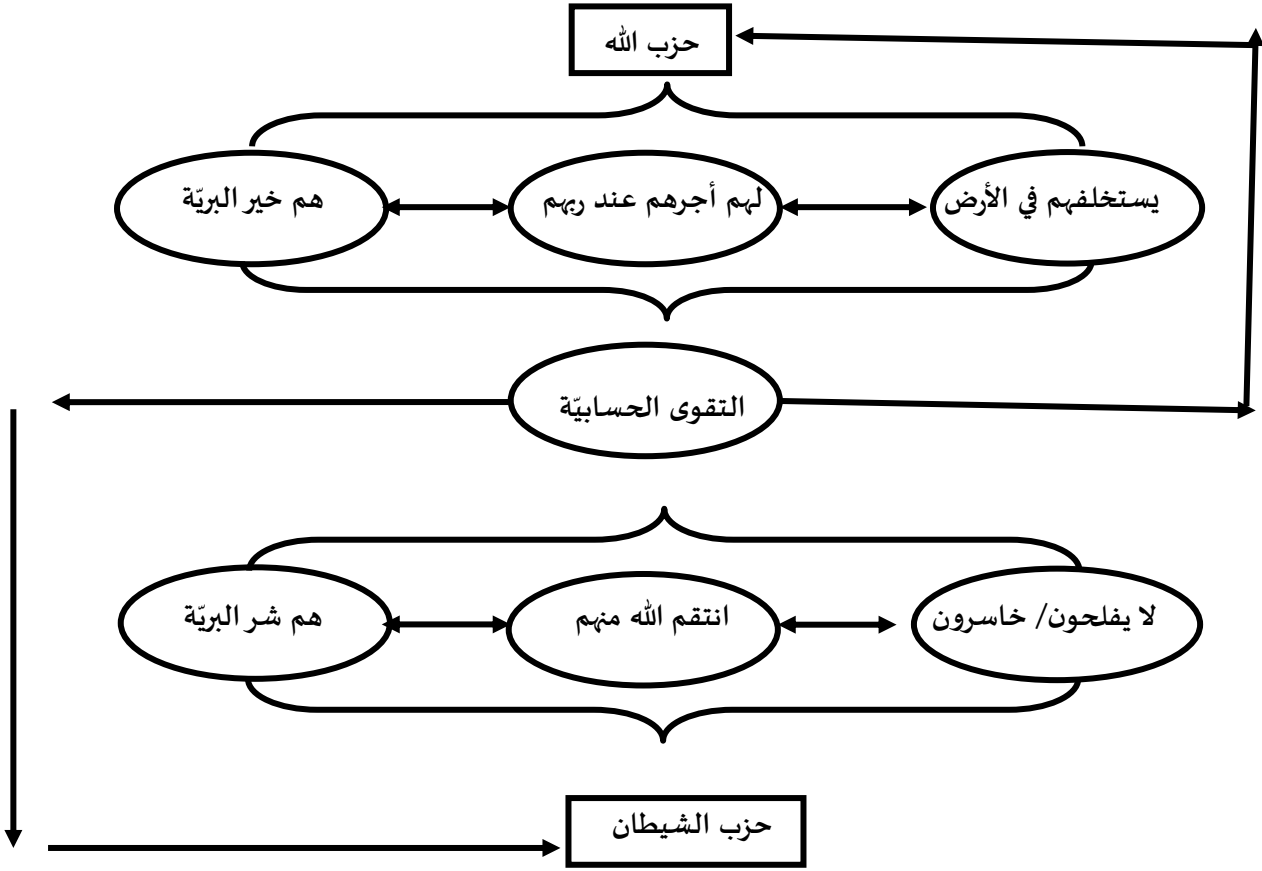 حزب الله
يستخلفهم في الأرض
لهم أجرهم عند ربهم
هم خير البريّة
التقوى الحسابيّة
لا يفلحون/ خاسرون
انتقم الله منهم
هم شر البريّة
حزب الشيطان